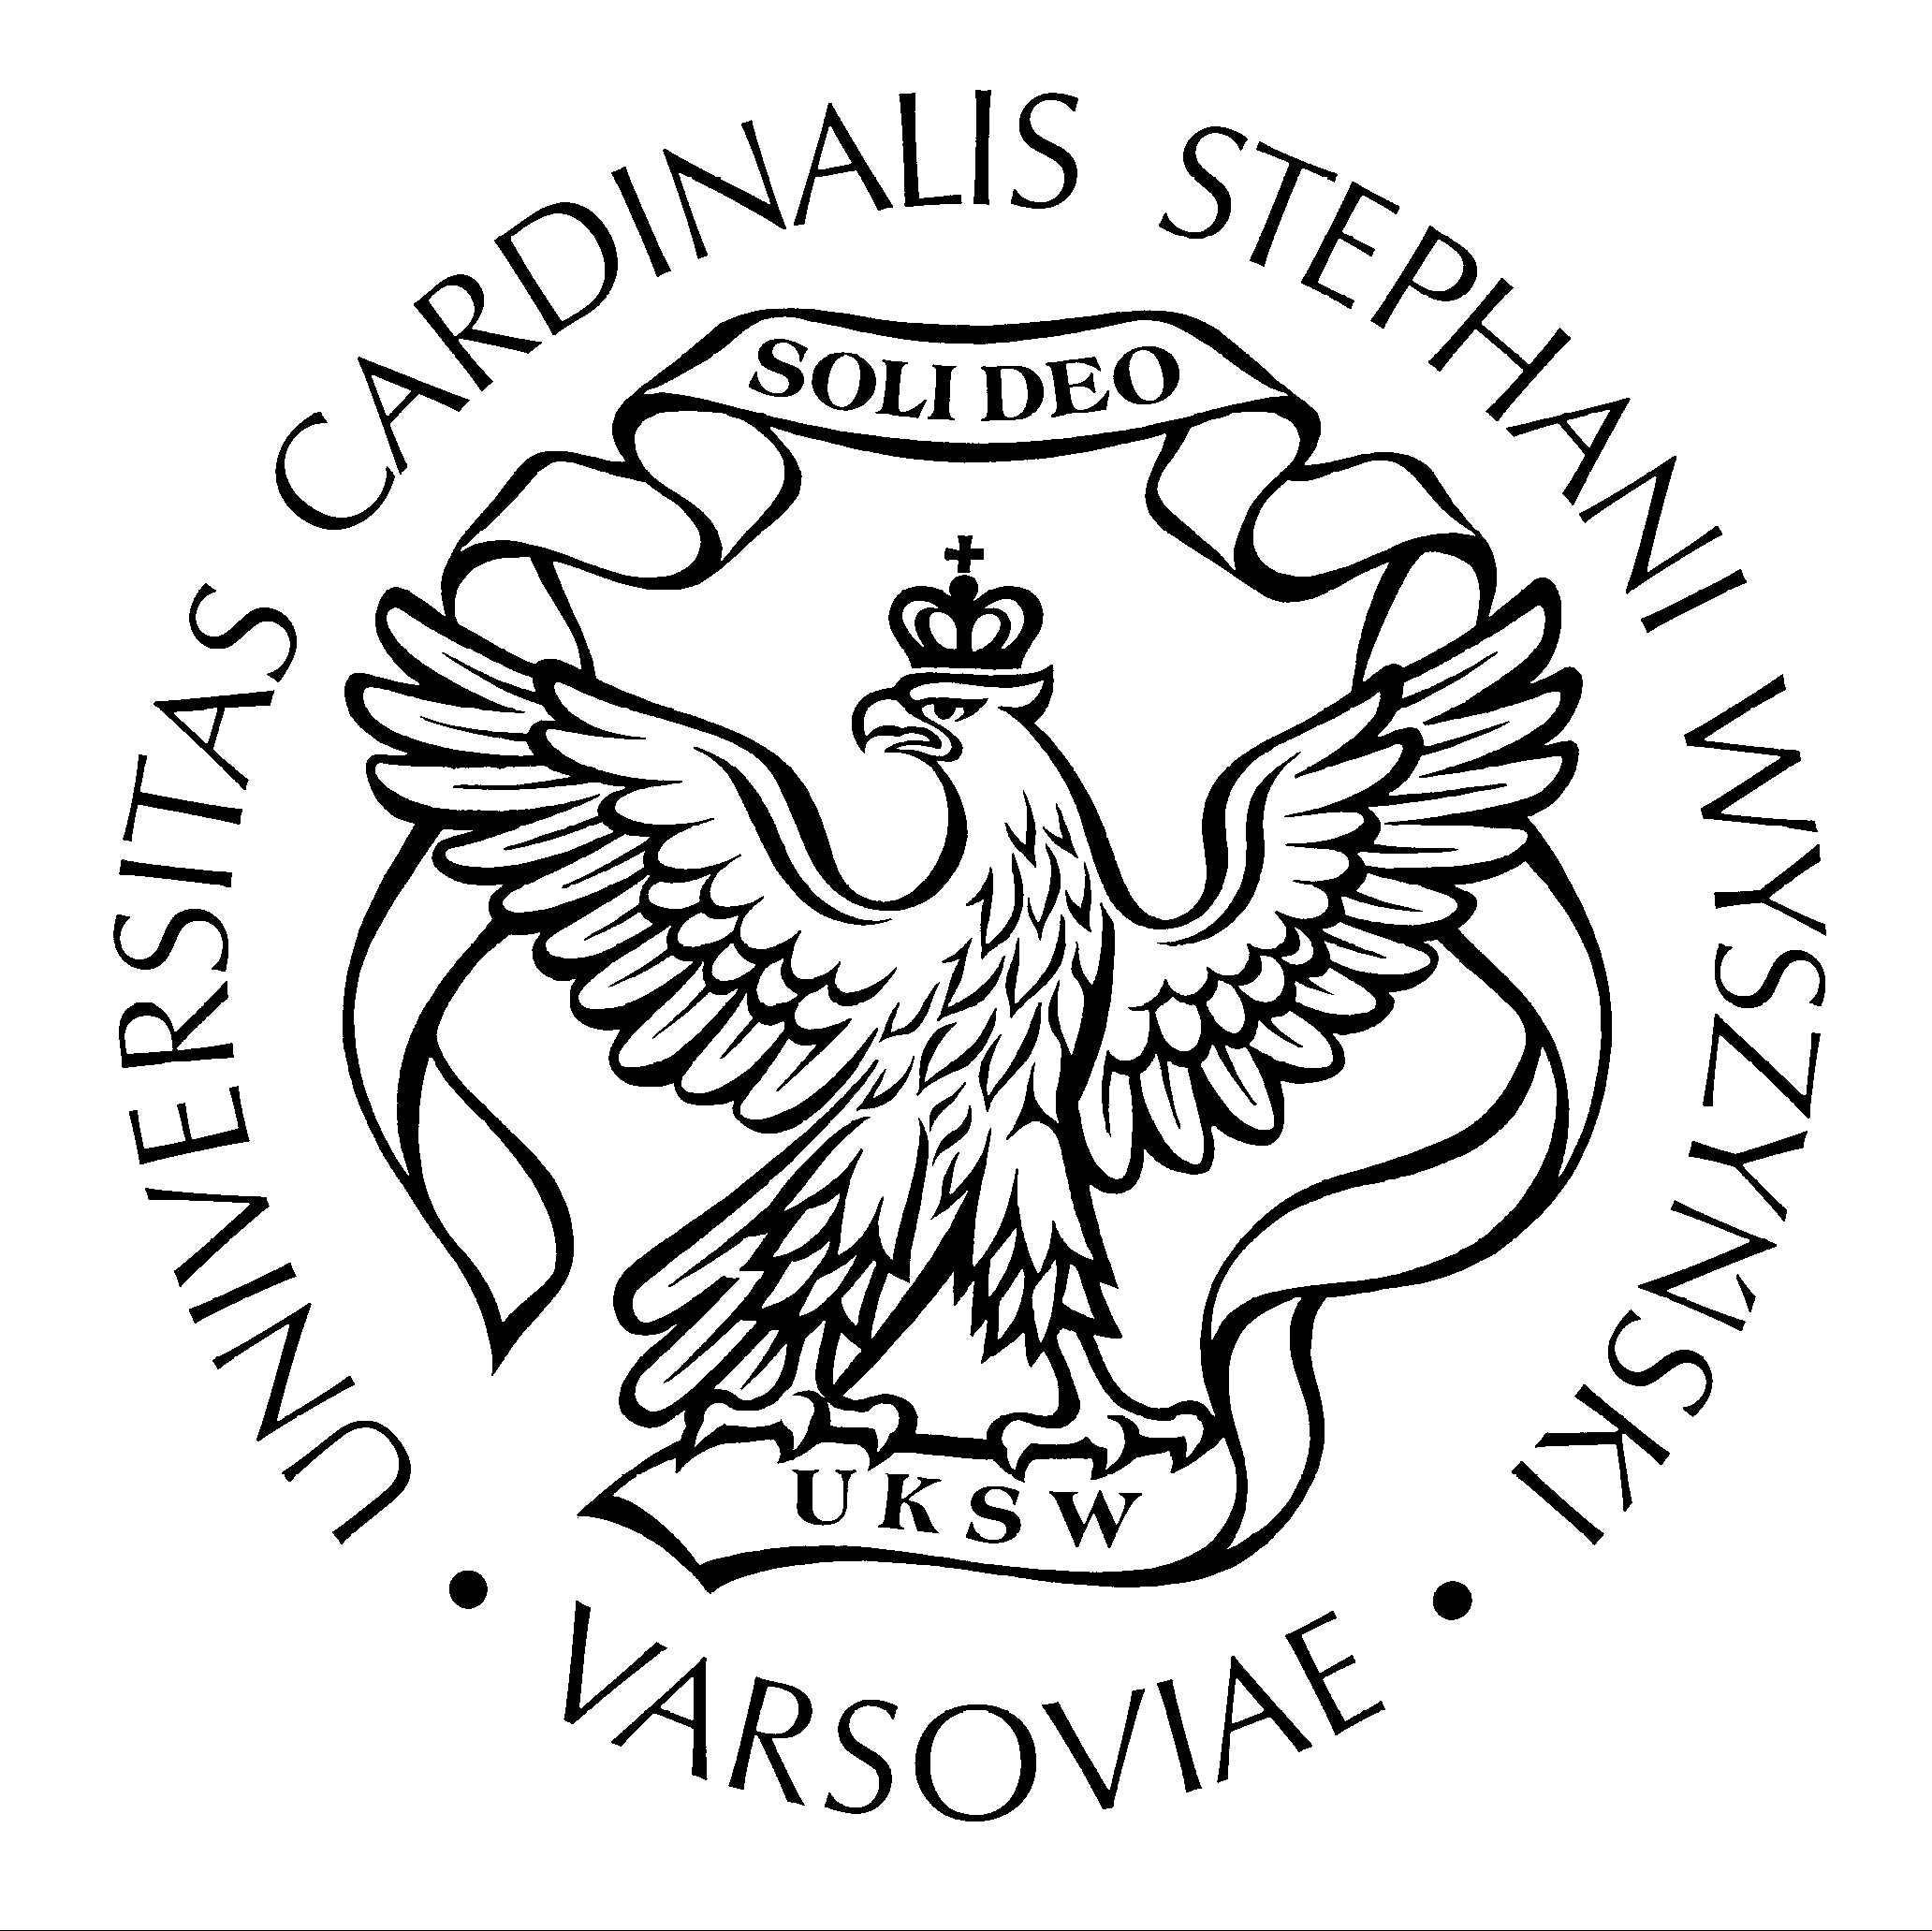 UNIVERSITAS CARDINALIS STEPHANI WYSZYŃSKI
• VARSOVIAE •
SOLI DEO
UKSW